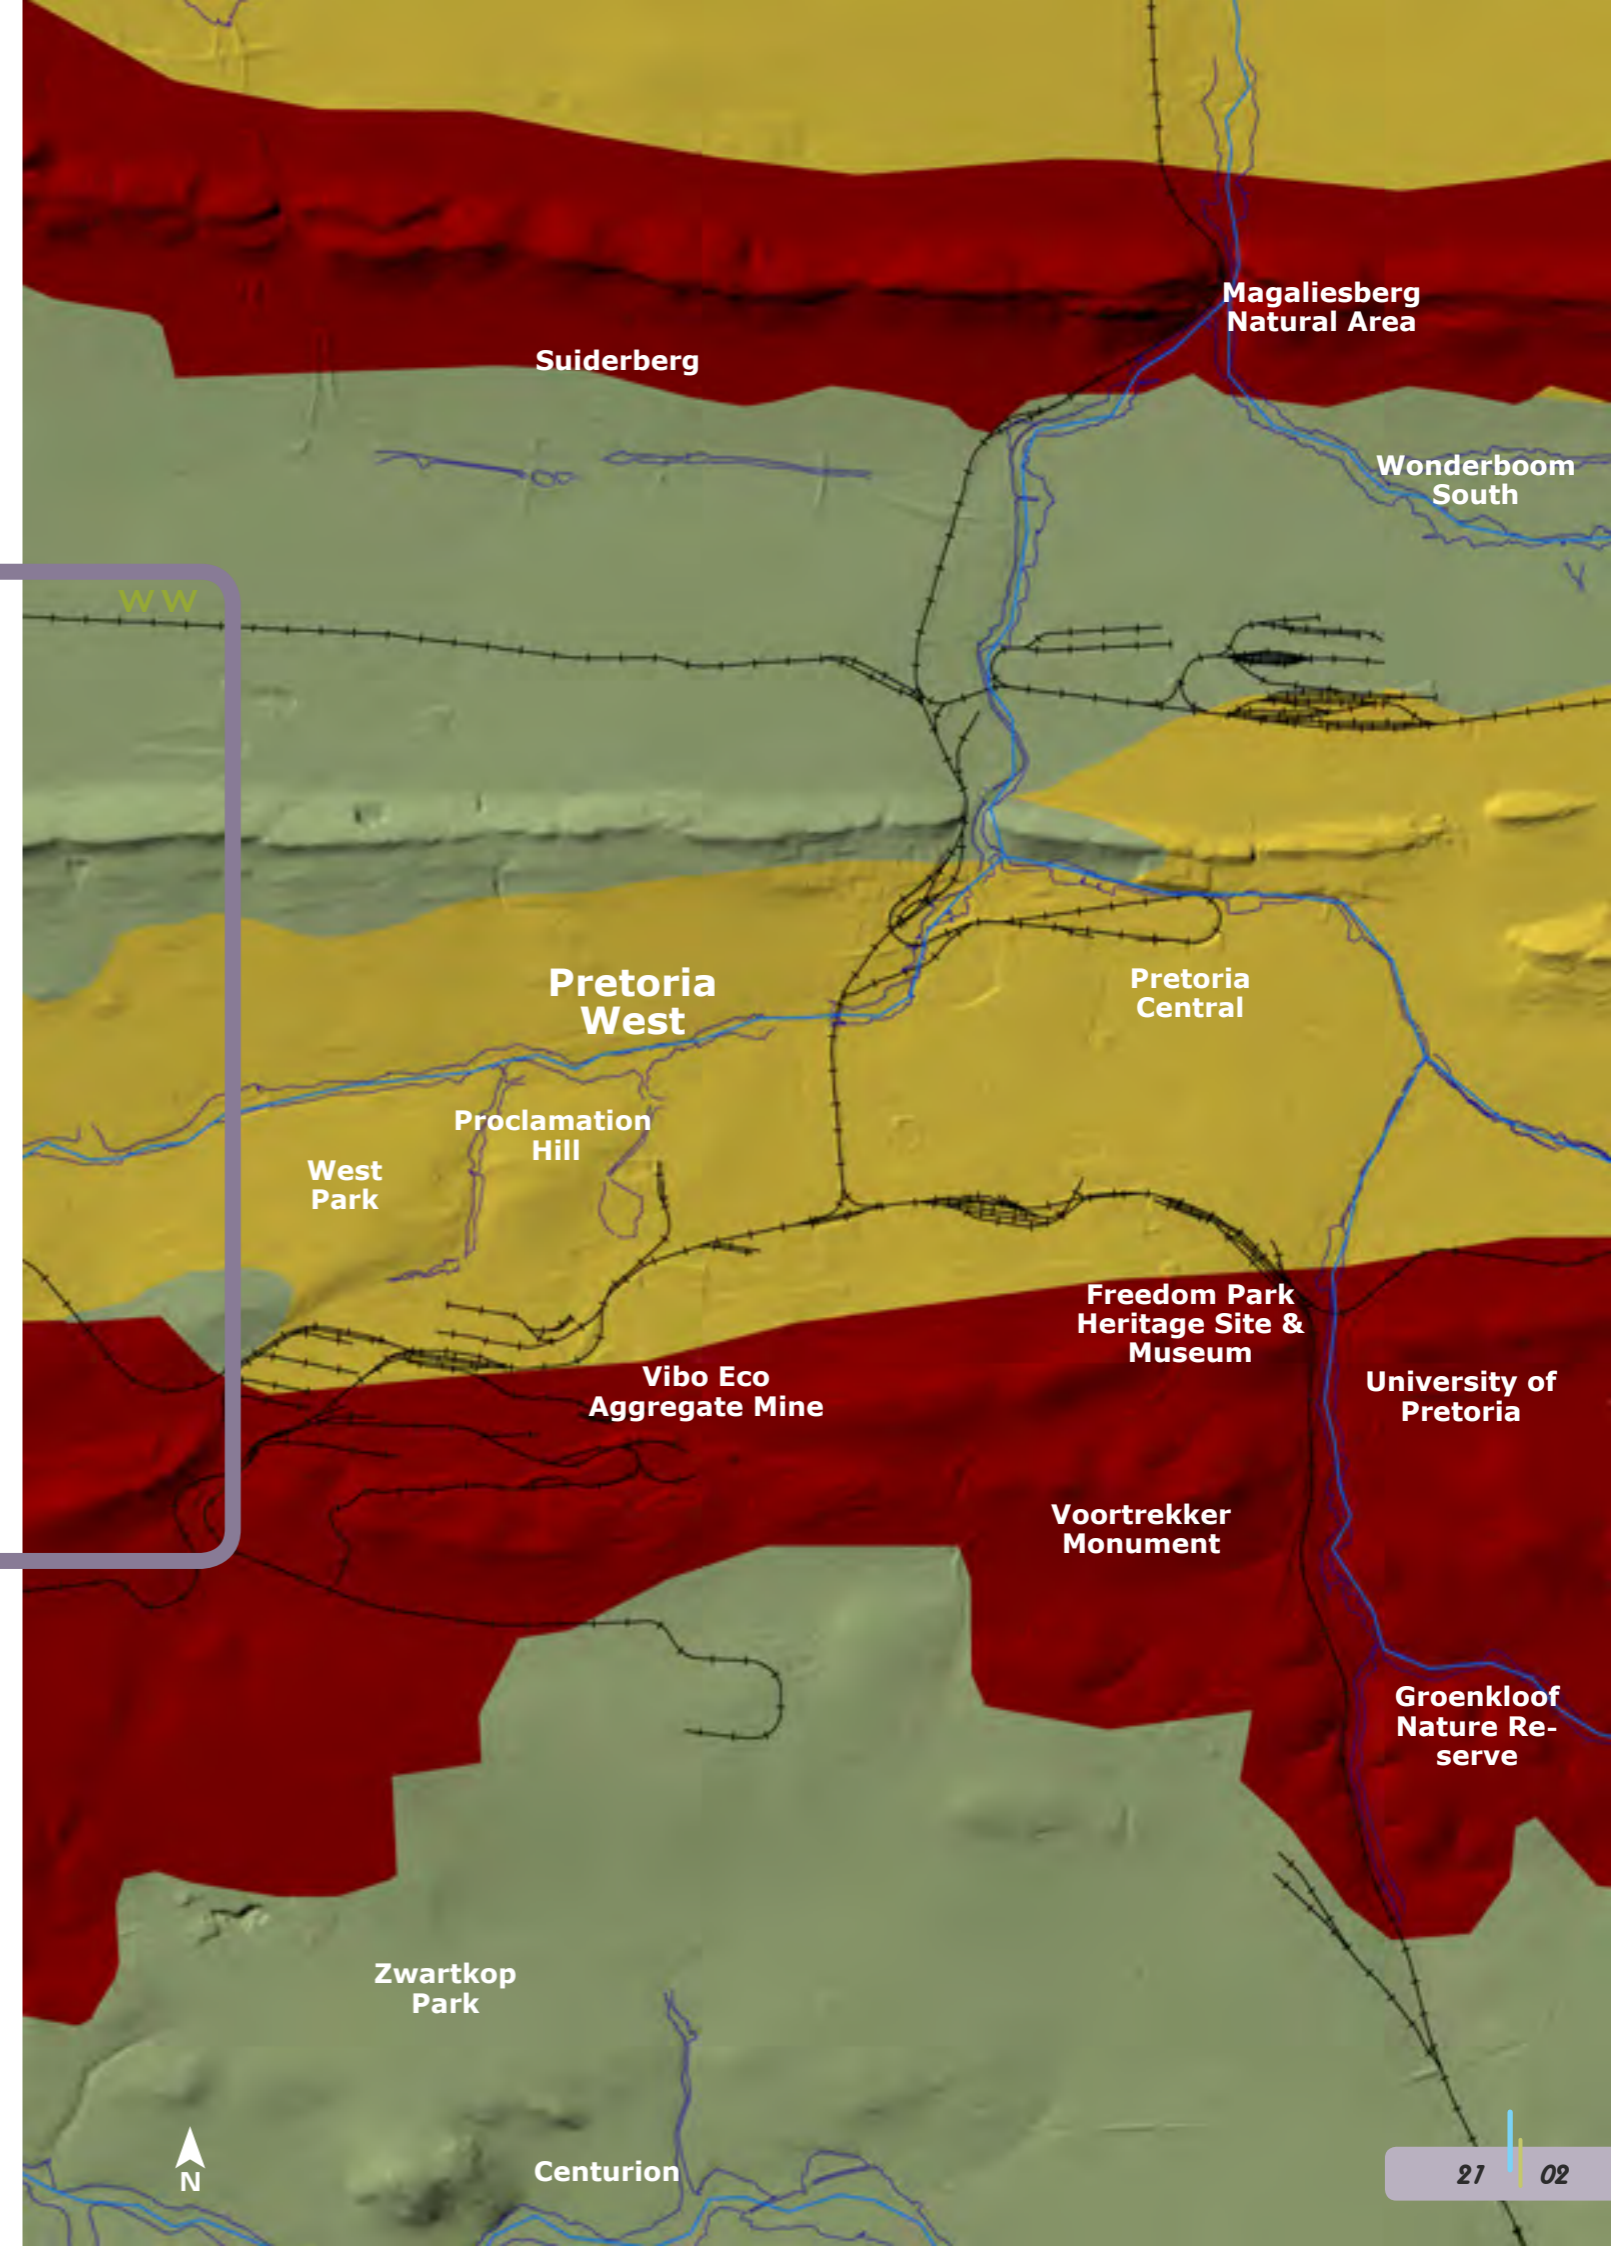 Magaliesberg
Natural Area
Suiderberg
Wonderboom
South
WW
Pretoria
West
Pretoria
Central
Proclamation
Hill
West
Park
Freedom Park
Heritage Site &
Museum
Vibo Eco
Aggregate Mine
University of
Pretoria
Voortrekker
Monument
Groenkloof
Nature Re-
serve
Zwartkop
Park
Centurion
N
21
02